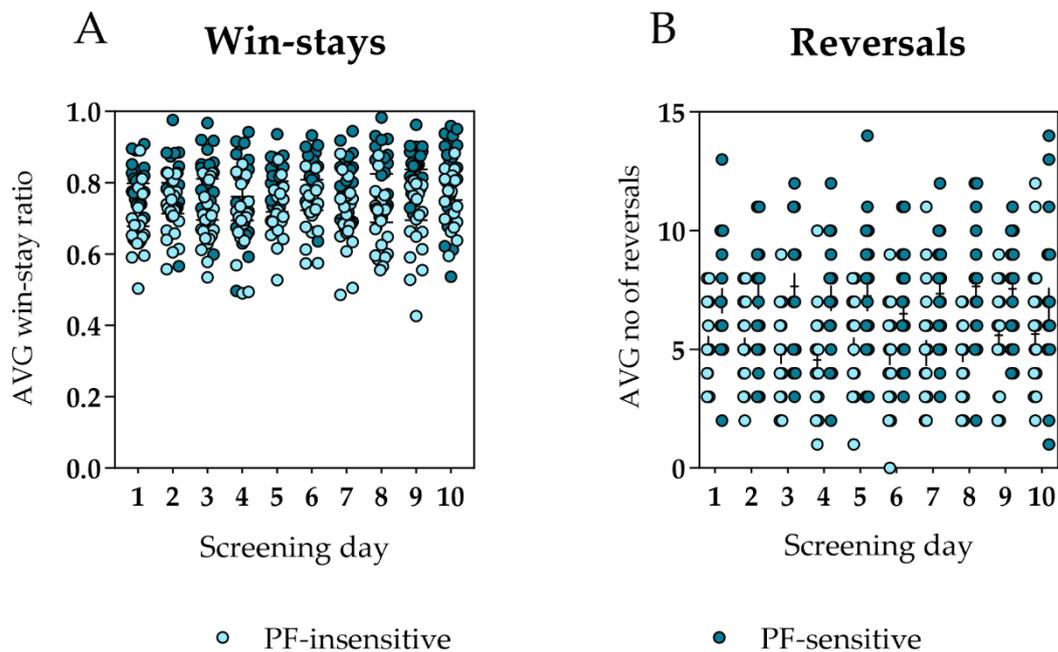 A
Win-stays
AVG win-stay ratio
1.0
0.8
0.6
0.4
0.2
0.0
1 2 3 4 5 6 7 8 9 10
Screening day
B
Reversals
AVG no of reversals
15
10
5
0
1 2 3 4 5 6 7 8 9 10
Screening day
PF-insensitive
PF-sensitive